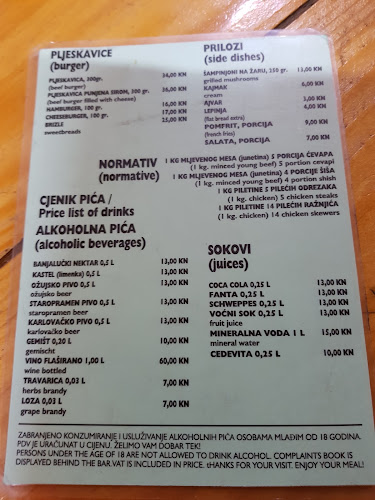 PLJESKAVICE
(burger)
PLJESKAVICA, 200gr. 34,00 KN
(beef burger)
PLJESKAVICA PUNJENA SIROM, 300 gr. 36,00 KN
(beef burger filled with cheese)
HAMBURGER, 100 gr. 16,00 KN
CHEESEBURGER, 100 gr. 17,00 KN
BRIZLE 25,00 KN
sweetbreads
PRILOZI
(side dishes)
ŠAMPINJONI NA ŽARU, 250 gr. 13,00 KN
grilled mushrooms
KAJMAK 6,00 KN
cream
AJVAR 3,00 KN
LEPINJA 4,00 KN
(flat bread extra)
POMFRIT, PORCIJA 9,00 KN
(french fries)
SALATA, PORCIJA 7,00 KN
NORMATIV
(normative)
1 KG MLJEVENOG MESA (junetina) 5 PORCIJA ĆEVAPA
(1 kg. minced young beef) 5 portion cevapi
1 KG MLJEVENOG MESA (junetina) 4 PORCIJE ŠIŠA
(1 kg. minced young beef) 4 portion shish
1 KG PILETINE 5 PILEĆIH ODREZAKA
(1 kg. chicken) 5 chicken steaks
1 KG PILETINE 14 PILEĆIH RAŽNJIĆA
(1 kg. chicken) 14 chicken skewers
CJENIK PIĆA /
Price list of drinks
ALKOHOLNA PIĆA
(alcoholic beverages)
BANJALUČKI NEKTAR 0,5 L 13,00 KN
KASTEL (limenka) 0,5 L 13,00 KN
OŽUJSKO PIVO 0,5 L 13,00 KN
ožujsko beer
STAROPRAMEN PIVO 0,5 L 13,00 KN
staropramen beer
KARLOVAČKO PIVO 0,5 L 13,00 KN
karlovačko beer
GEMIŠT 0,20 L 10,00 KN
gemischt
VINO FLAŠIRANO 1,00 L 60,00 KN
wine bottled
TRAVARICA 0,03 L 7,00 KN
herbs brandy
LOZA 0,03 L 7,00 KN
grape brandy
SOKOVI
(juices)
COCA COLA 0,25 L 13,00 KN
FANTA 0,25 L 13,00 KN
SCHWEPPES 0,25 L 13,00 KN
VOĆNI SOK 0,25 L 13,00 KN
fruit juice
MINERALNA VODA 1 L 15,00 KN
mineral water
CEDEVITA 0,25 L 10,00 KN
ZABRANJENO KONZUMIRANJE I USLUŽIVANJE ALKOHOLNIH PIĆA OSOBAMA MLAĐIM OD 18 GODINA.
PDV JE URAČUNAT U CIJENU. ŽELIMO VAM DOBAR TEK!
PERSONS UNDER THE AGE OF 18 ARE NOT ALLOWED TO DRINK ALCOHOL. COMPLAINTS BOOK IS
DISPLAYED BEHIND THE BAR.VAT IS INCLUDED IN PRICE. tHANKS FOR YOUR VISIT. ENJOY YOUR MEAL!